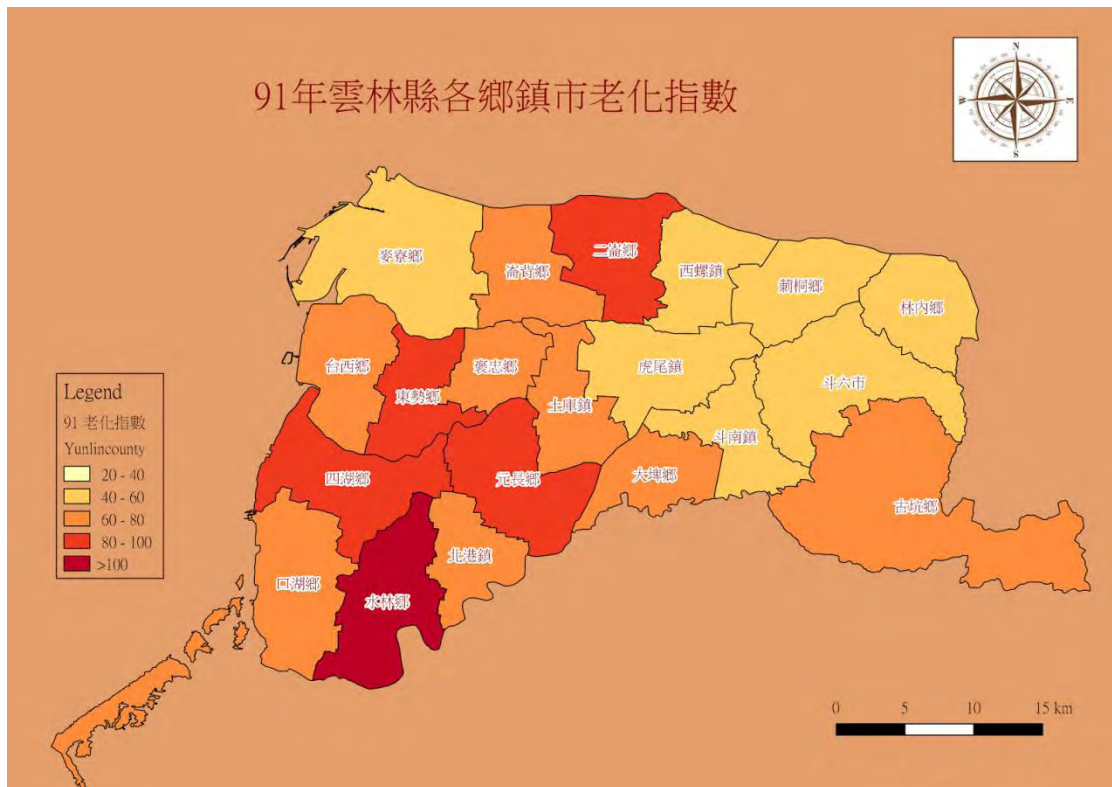 91年雲林縣各鄉鎮市老化指數
N
W
E
S
麥寮鄉
崙背鄉
二崙鄉
西螺鎮
莿桐鄉
林內鄉
台西鄉
東勢鄉
褒忠鄉
土庫鎮
虎尾鎮
斗六市
斗南鎮
四湖鄉
元長鄉
大埤鄉
古坑鄉
口湖鄉
水林鄉
北港鎮
Legend
91 老化指數
Yunlincounty
20 - 40
40 - 60
60 - 80
80 - 100
>100
0 5 10 15 km